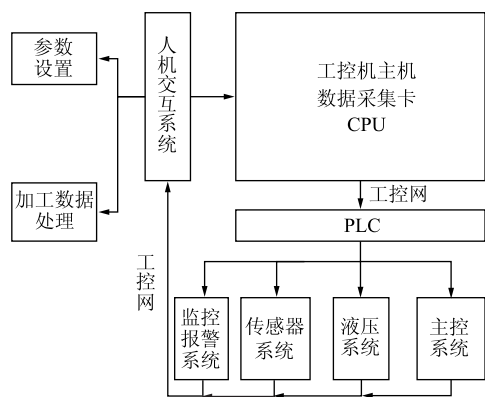 参数
设置
加工数据
处理
人
机
交
互
系
统
工控机主机
数据采集卡
CPU
工控网
PLC
工
控
网
监控
报警
系统
传感器
系统
液压
系统
主控
系统